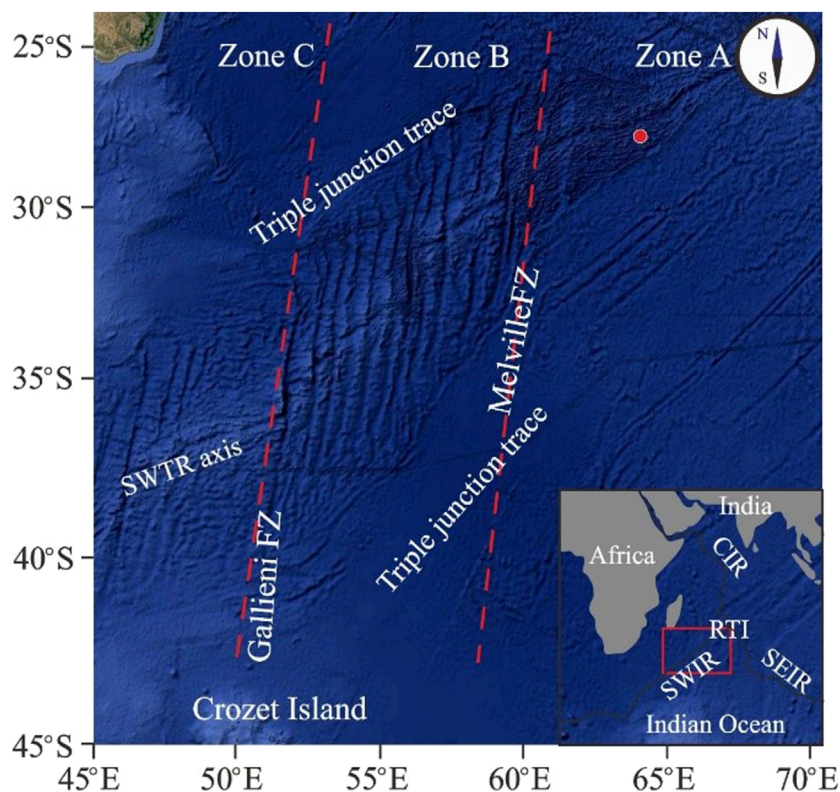 25°S
30°S
35°S
40°S
45°S
45°E
50°E
55°E
60°E
65°E
70°E
Zone C
Zone B
Zone A
N
S
Triple junction trace
MelvilleFZ
Triple junction trace
SWTR axis
Gallieni FZ
Crozet Island
India
Africa
CIR
RTI
SWIR
SEIR
Indian Ocean